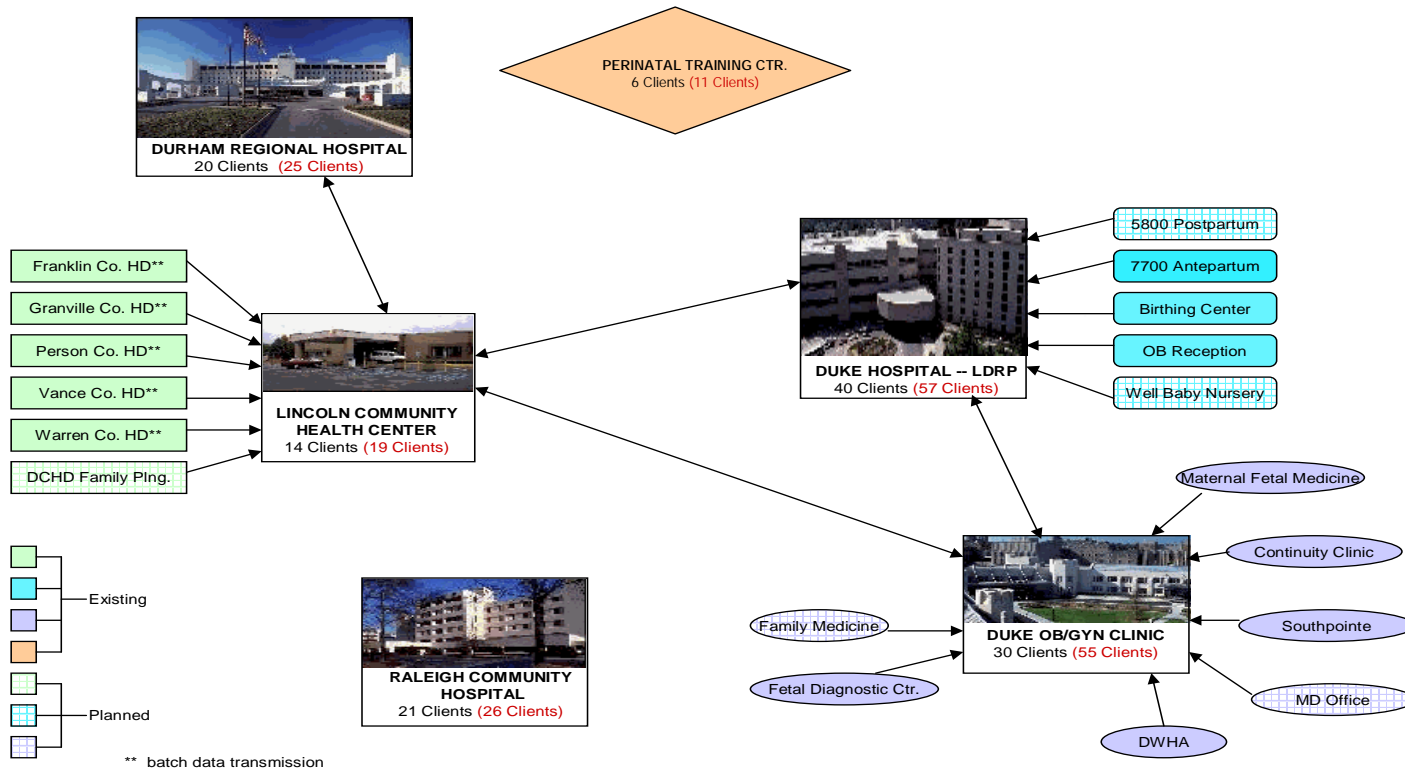 PERINATAL TRAINING CTR.
6 Clients (11 Clients)
DURHAM REGIONAL HOSPITAL
20 Clients (25 Clients)
Franklin Co. HD**
Granville Co. HD**
Person Co. HD**
Vance Co. HD**
Warren Co. HD**
DCHD Family Plng.
LINCOLN COMMUNITY
HEALTH CENTER
14 Clients (19 Clients)
DUKE HOSPITAL -- LDRP
40 Clients (57 Clients)
5800 Postpartum
7700 Antepartum
Birthing Center
OB Reception
Well Baby Nursery
Maternal Fetal Medicine
Continuity Clinic
Southpointe
MD Office
DWHA
Family Medicine
Fetal Diagnostic Ctr.
DUKE OB/GYN CLINIC
30 Clients (55 Clients)
RALEIGH COMMUNITY
HOSPITAL
21 Clients (26 Clients)
Existing
Planned
** batch data transmission